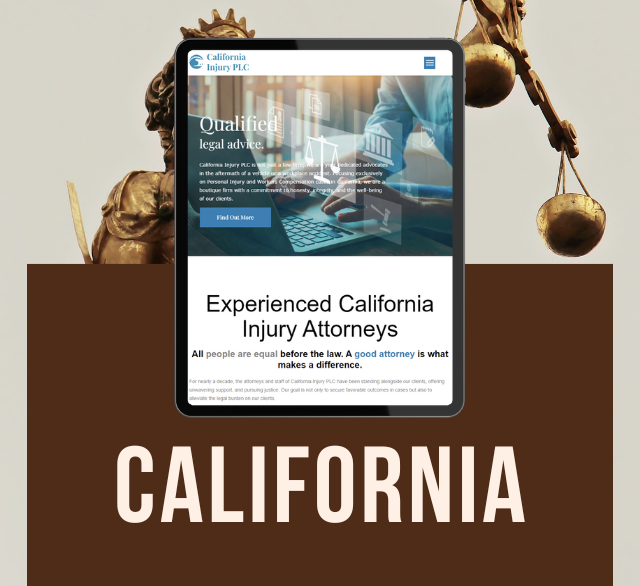 California
Injury PLC
Qualified
legal advice.
California Injury PLC is not just a law firm, we are your dedicated advocates
in the aftermath of a vehicle or workplace accident. Focusing exclusively
on Personal Injury and Workers Compensation cases in California, we are a
boutique firm with a commitment to honesty, integrity, and the well-being
of our clients.
Find Out More
Experienced California
Injury Attorneys
All people are equal before the law. A good attorney is what
makes a difference.
For nearly a decade, the attorneys and staff of California Injury PLC have been standing alongside our clients, offering
unwavering support, and pursuing justice. Our goal is not only to secure favorable outcomes in cases but also to
alleviate the legal burden on our clients.
CALIFORNIA